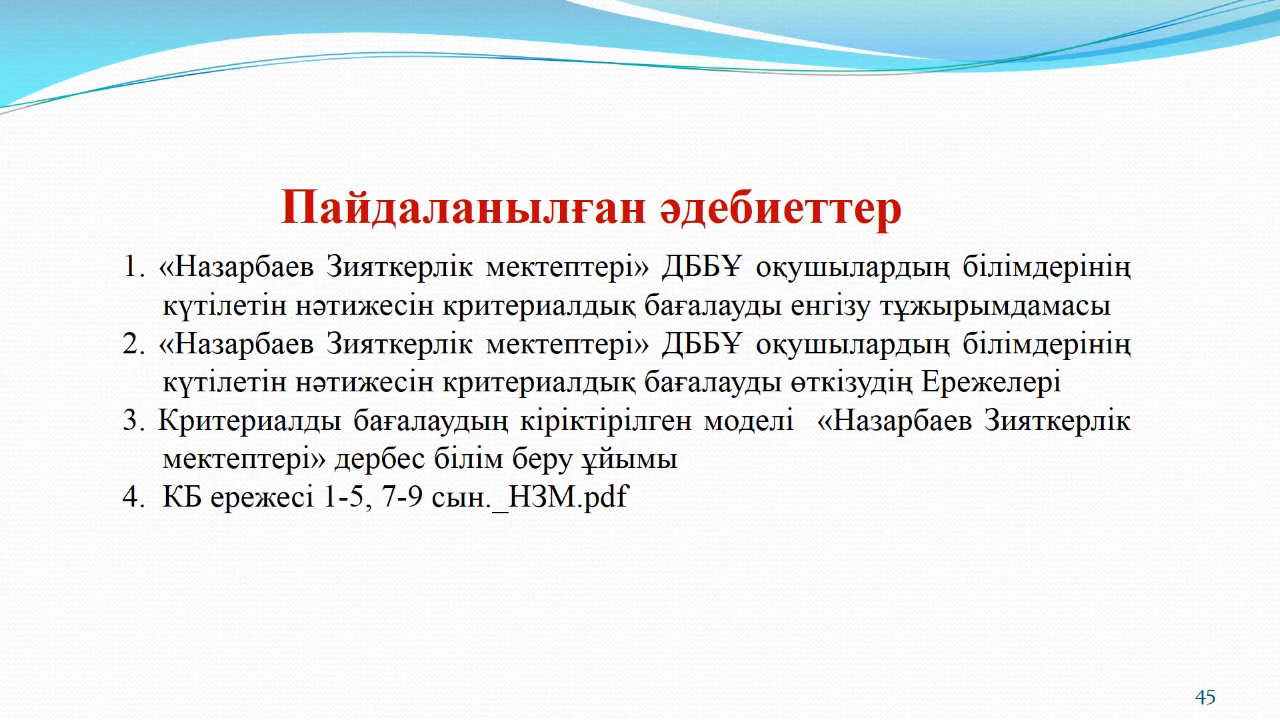 Пайдаланылған әдебиеттер
1. «Назарбаев Зияткерлік мектептері» ДББҰ оқушылардың білімдерінің
күтілетін нәтижесін критериалдық бағалауды енгізу тұжырымдамасы
2. «Назарбаев Зияткерлік мектептері» ДББҰ оқушылардың білімдерінің
күтілетін нәтижесін критериалдық бағалауды өткізудің Ережелері
3. Критериалды бағалаудың кіріктірілген моделі «Назарбаев Зияткерлік
мектептері» дербес білім беру ұйымы
4. КБ ережесі 1-5, 7-9 сын._НЗМ.pdf
45